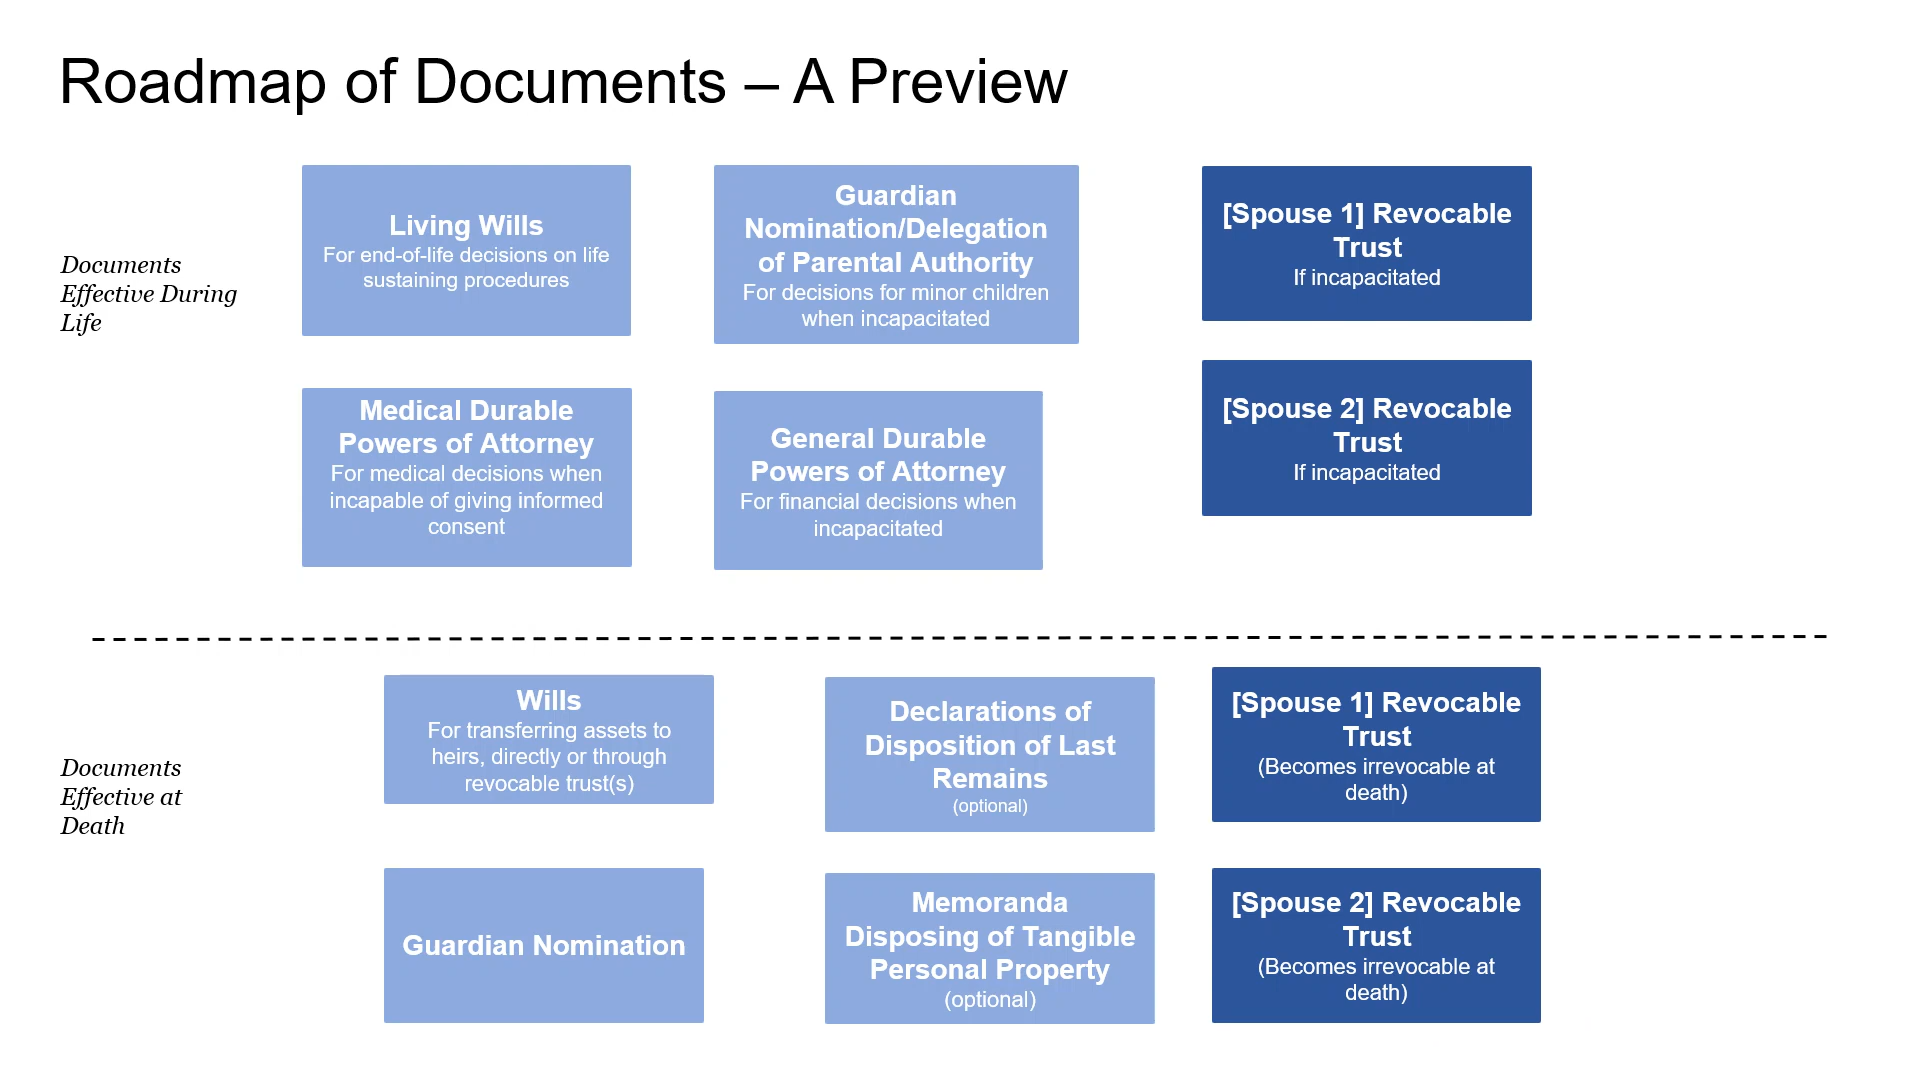 Roadmap of Documents – A Preview
Documents
Effective During
Life
Living Wills
For end-of-life decisions on life
sustaining procedures
Guardian
Nomination/Delegation
of Parental Authority
For decisions for minor children
when incapacitated
[Spouse 1] Revocable
Trust
If incapacitated
Medical Durable
Powers of Attorney
For medical decisions when
incapable of giving informed
consent
General Durable
Powers of Attorney
For financial decisions when
incapacitated
[Spouse 2] Revocable
Trust
If incapacitated
Documents
Effective at
Death
Wills
For transferring assets to
heirs, directly or through
revocable trust(s)
Declarations of
Disposition of Last
Remains
(optional)
[Spouse 1] Revocable
Trust
(Becomes irrevocable at
death)
Guardian Nomination
Memoranda
Disposing of Tangible
Personal Property
(optional)
[Spouse 2] Revocable
Trust
(Becomes irrevocable at
death)